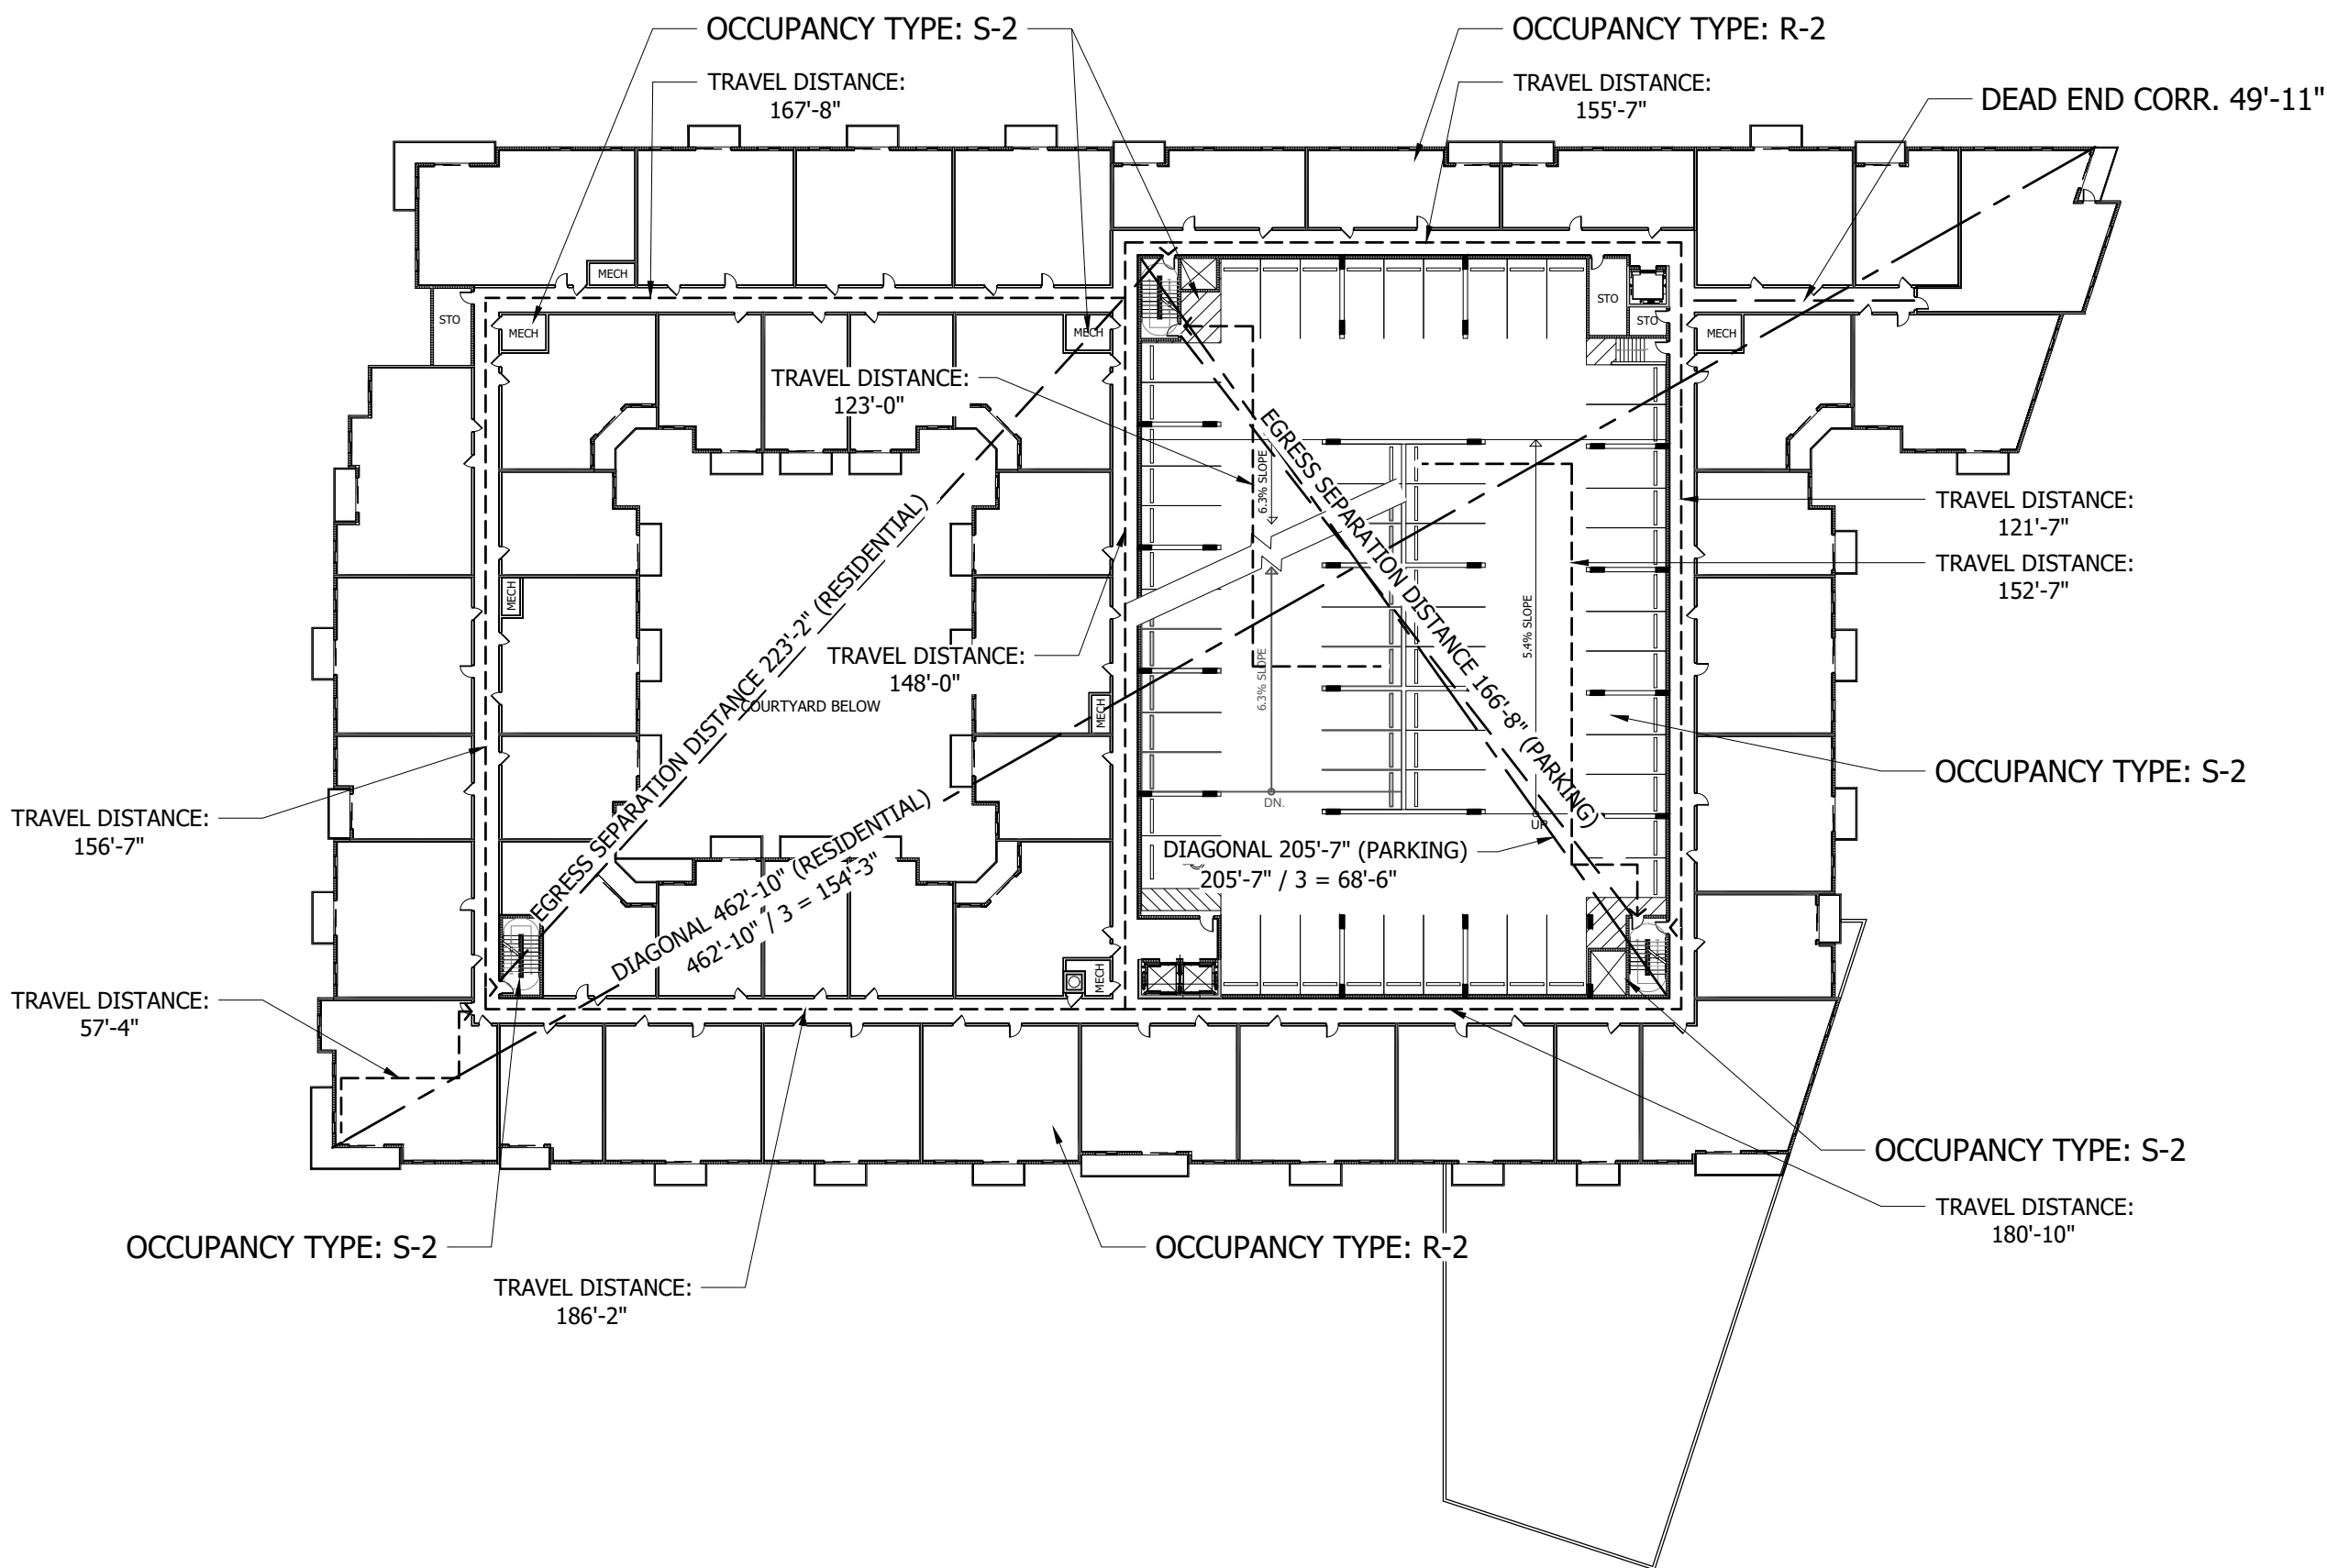 OCCUPANCY TYPE: S-2
OCCUPANCY TYPE: R-2
TRAVEL DISTANCE:
167'-8"
TRAVEL DISTANCE:
155'-7"
DEAD END CORR. 49'-11"
MECH
STO
MECH
MECH
STO
STO
MECH
TRAVEL DISTANCE:
123'-0"
6.3% SLOPE
EGRESS SEPARATION DISTANCE 166'-8" (PARKING)
TRAVEL DISTANCE:
121'-7"
TRAVEL DISTANCE:
152'-7"
MECH
EGRESS SEPARATION DISTANCE 223'-2" (RESIDENTIAL)
TRAVEL DISTANCE:
148'-0"
6.3% SLOPE
5.4% SLOPE
COURTYARD BELOW
MECH
OCCUPANCY TYPE: S-2
DN.
UP
TRAVEL DISTANCE:
156'-7"
DIAGONAL 205'-7" (PARKING)
205'-7" / 3 = 68'-6"
DIAGONAL 462'-10" (RESIDENTIAL)
462'-10" / 3 = 154'-3"
MECH
TRAVEL DISTANCE:
57'-4"
OCCUPANCY TYPE: S-2
TRAVEL DISTANCE:
180'-10"
OCCUPANCY TYPE: S-2
OCCUPANCY TYPE: R-2
TRAVEL DISTANCE:
186'-2"